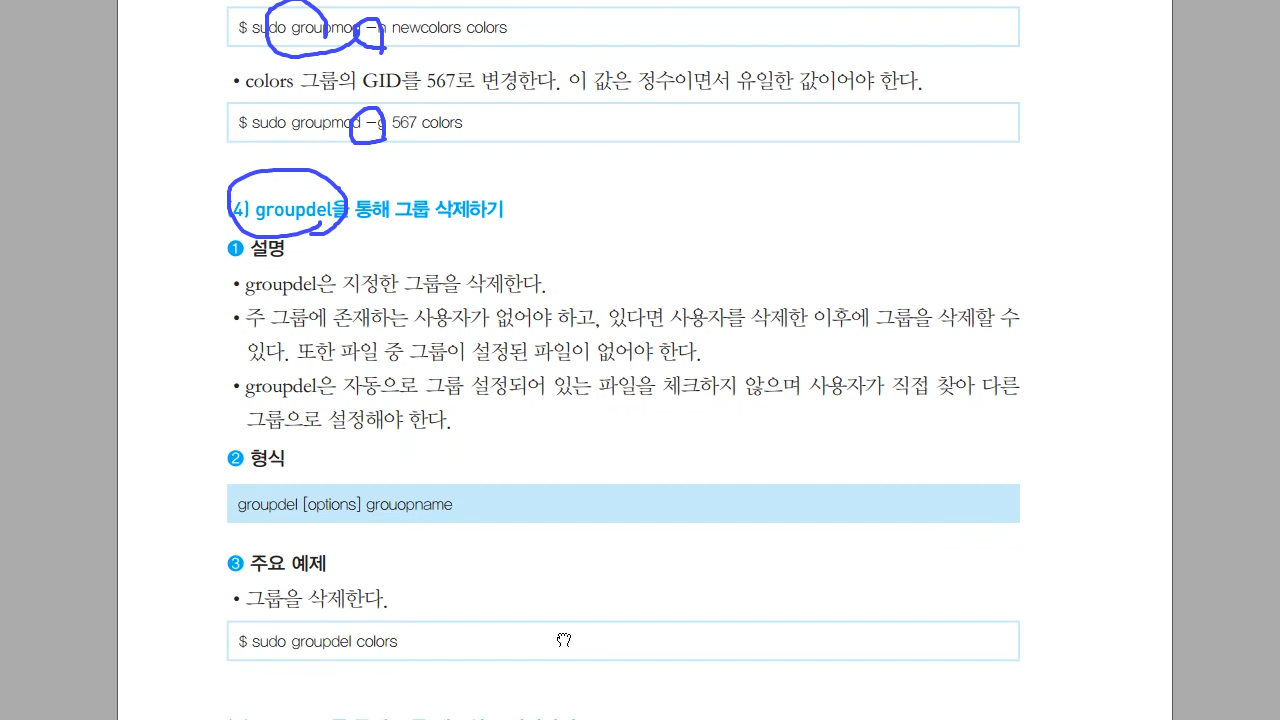 $ sudo groupmod -n newcolors colors
• colors 그룹의 GID를 567로 변경한다. 이 값은 정수이면서 유일한 값이어야 한다.
$ sudo groupmod -g 567 colors
(4) groupdel을 통해 그룹 삭제하기
❶ 설명
• groupdel은 지정한 그룹을 삭제한다.
• 주 그룹에 존재하는 사용자가 없어야 하고, 있다면 사용자를 삭제한 이후에 그룹을 삭제할 수
있다. 또한 파일 중 그룹이 설정된 파일이 없어야 한다.
• groupdel은 자동으로 그룹 설정되어 있는 파일을 체크하지 않으며 사용자가 직접 찾아 다른
그룹으로 설정해야 한다.
❷ 형식
groupdel [options] grouopname
❸ 주요 예제
• 그룹을 삭제한다.
$ sudo groupdel colors